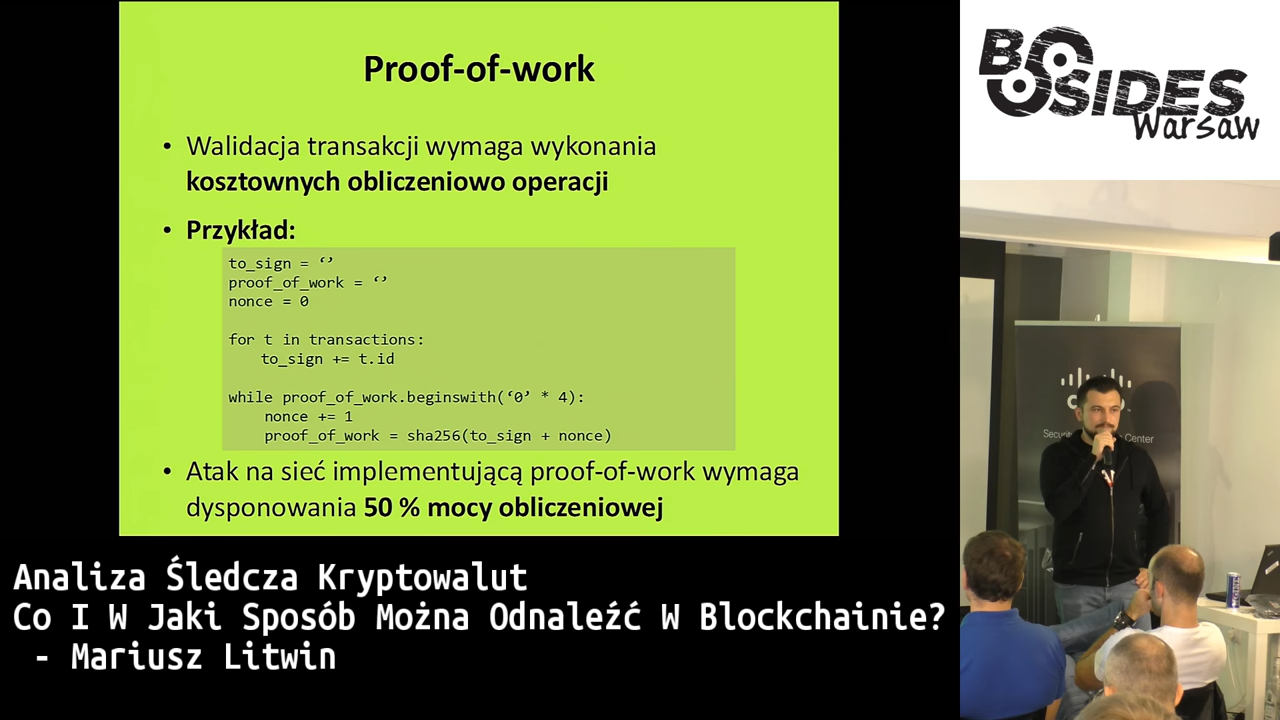 Proof-of-work
• Walidacja transakcji wymaga wykonania
kosztownych obliczeniowo operacji
• Przykład:
to_sign = ‘’
proof_of_work = ‘’
nonce = 0
for t in transactions:
to_sign += t.id
while proof_of_work.beginswith(‘0’ * 4):
nonce += 1
proof_of_work = sha256(to_sign + nonce)
• Atak na sieć implementującą proof-of-work wymaga
dysponowania 50 % mocy obliczeniowej
Analiza Śledcza Kryptowalut
Co I W Jaki Sposób Można Odnaleźć W Blockchainie?
- Mariusz Litwin
BSIDES
Warsaw
Center